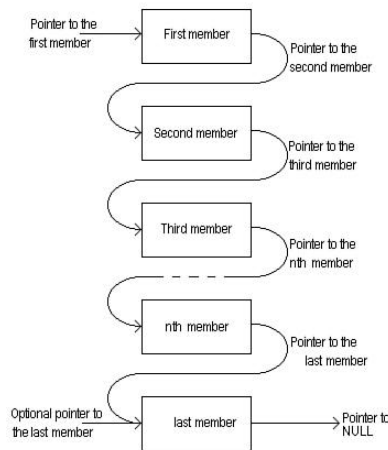 Pointer to the
first member
First member
Pointer to the
second member
Second member
Pointer to the
third member
Third member
Pointer to the
nth member
nth member
Pointer to the
last member
Optional pointer to
the last member
last member
Pointer to
NULL